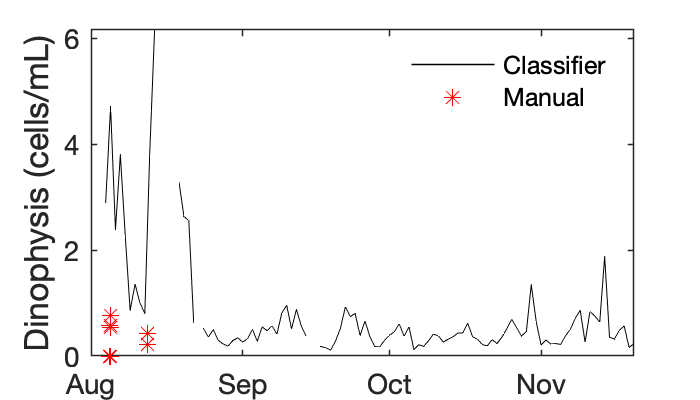 Dinophysis (cells/mL)
6
4
2
0
Classifier
Manual
Aug Sep Oct Nov